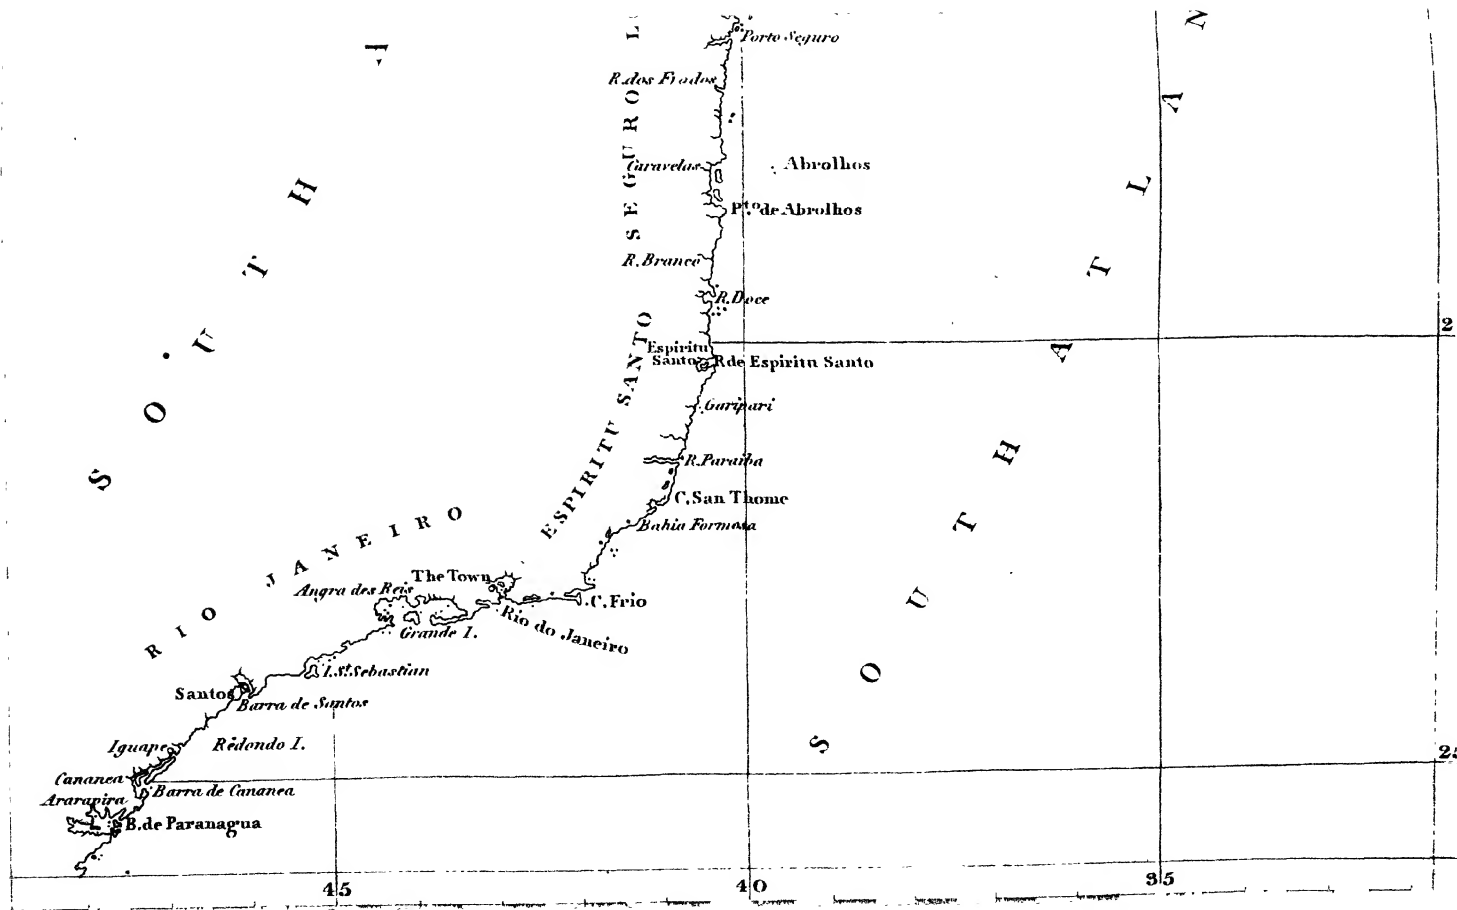 Porto Seguro
R. dos Frados
Caravelas
Abrolhos
Pto. de Abrolhos
R. Branco
R. Doce
Espiritu
Santo
R de Espiritu Santo
Garipari
R. Paraiba
C. San Thome
Bahia Formosa
The Town
Angra des Reis
C. Frio
Rio do Janeiro
Grande I.
I. St. Sebastian
Santos
Barra de Santos
Iguape
Redondo I.
Cananea
Barra de Cananea
Ararapira
B. de Paranagua
SEGURO
ESPIRITU SANTO
RIO JANEIRO
SOUTH
SOUTH ATLAN
2
25
45
40
35